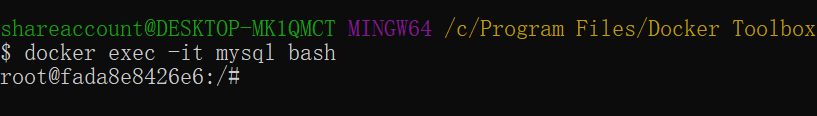 shareaccount@DESKTOP-MK1QMCT MINGW64 /c/Program Files/Docker Toolbox
$ docker exec -it mysql bash
root@fada8e8426e6:/#